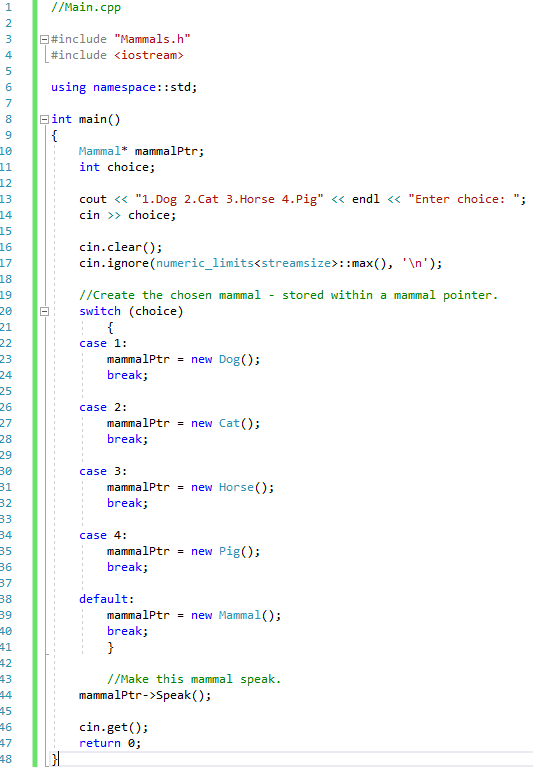 1 //Main.cpp
2
3 #include "Mammals.h"
4 #include <iostream>
5
6 using namespace::std;
7
8 int main()
9 {
10 Mammal* mammalPtr;
11 int choice;
12
13 cout << "1.Dog 2.Cat 3.Horse 4.Pig" << endl << "Enter choice: ";
14 cin >> choice;
15
16 cin.clear();
17 cin.ignore(numeric_limits<streamsize>::max(), '\n');
18
19 //Create the chosen mammal - stored within a mammal pointer.
20 switch (choice)
21 {
22 case 1:
23 mammalPtr = new Dog();
24 break;
25
26 case 2:
27 mammalPtr = new Cat();
28 break;
29
30 case 3:
31 mammalPtr = new Horse();
32 break;
33
34 case 4:
35 mammalPtr = new Pig();
36 break;
37
38 default:
39 mammalPtr = new Mammal();
40 break;
41 }
42
43 //Make this mammal speak.
44 mammalPtr->Speak();
45
46 cin.get();
47 return 0;
48 }